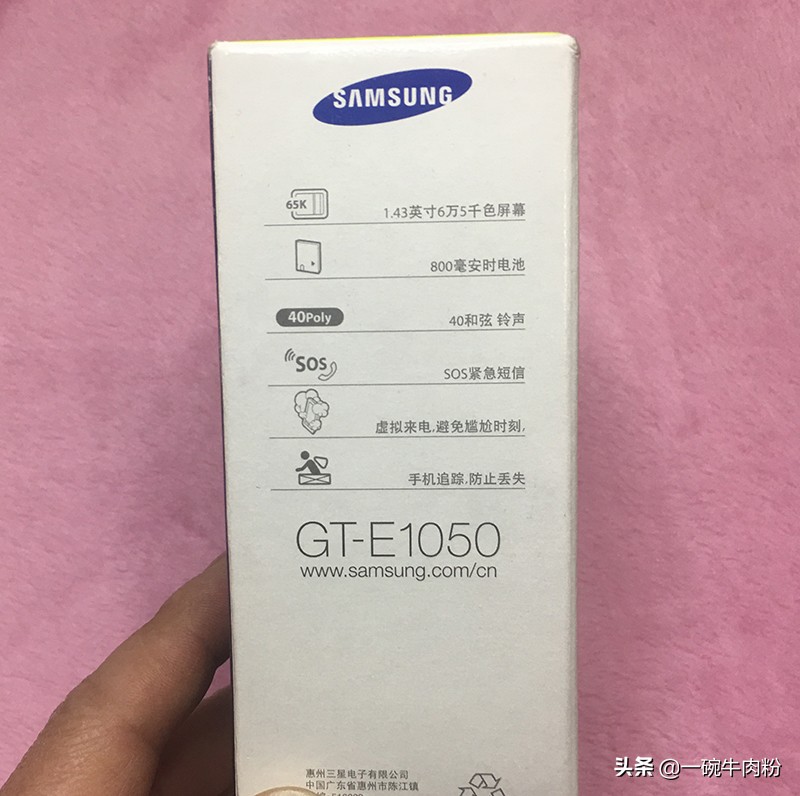 SAMSUNG
65K
1.43英寸6万5千色屏幕
800毫安时电池
40Poly
40和弦 铃声
SOS
SOS紧急短信
虚拟来电,避免尴尬时刻,
手机追踪,防止丢失
GT-E1050
www.samsung.com/cn
惠州三星电子有限公司
中国广东省惠州市陈江镇
头条 @一碗牛肉粉